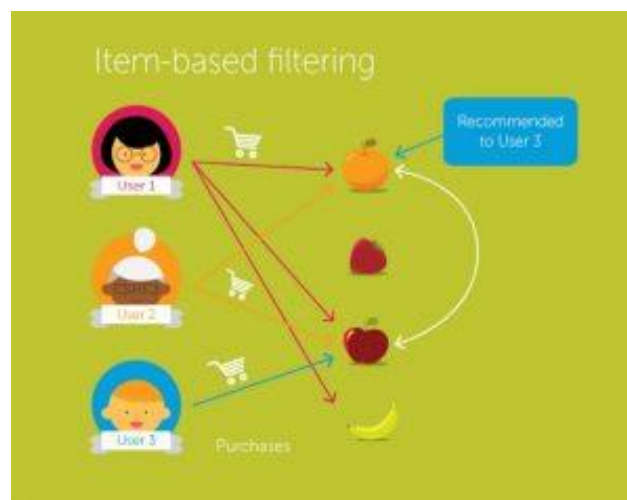 Item-based filtering
Recommended
to User 3
User 1
User 2
User 3
Purchases